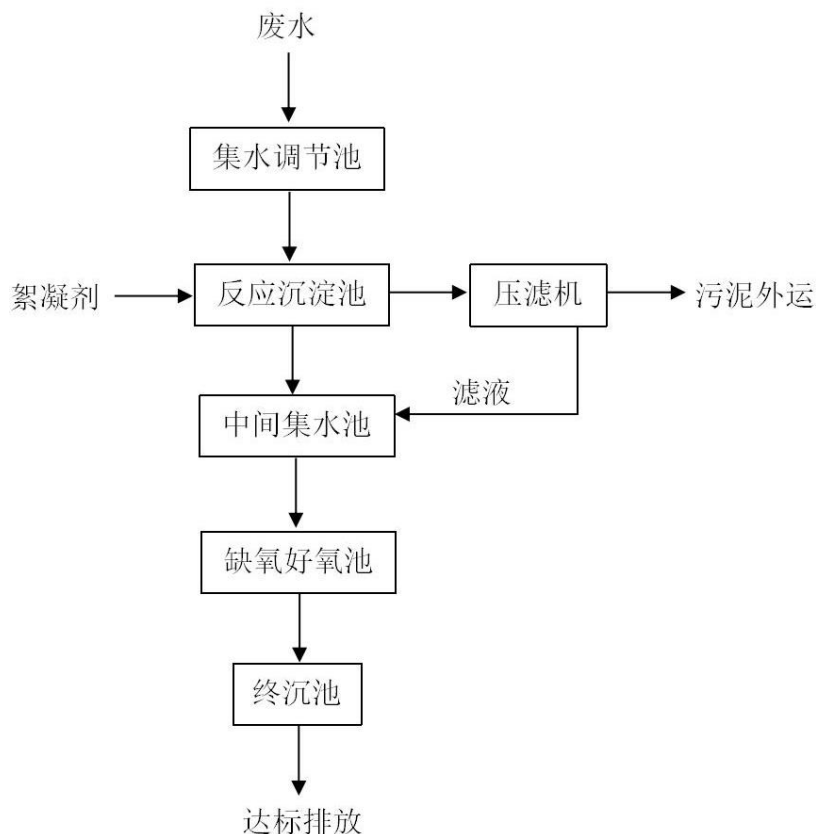 废水
集水调节池
絮凝剂
反应沉淀池
压滤机
污泥外运
滤液
中间集水池
缺氧好氧池
终沉池
达标排放